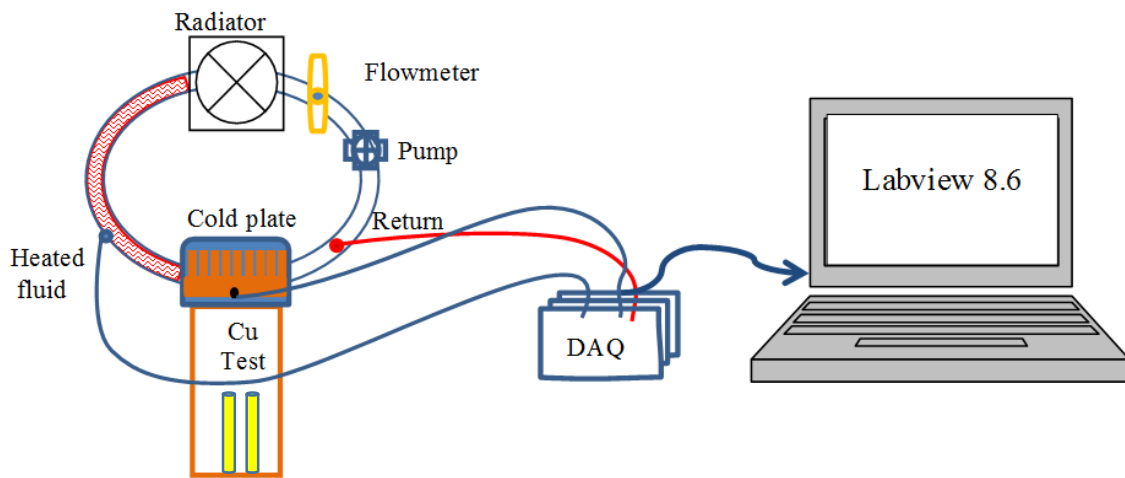 Radiator
Flowmeter
Pump
Labview 8.6
Cold plate
Return
Heated
fluid
Cu
Test
DAQ